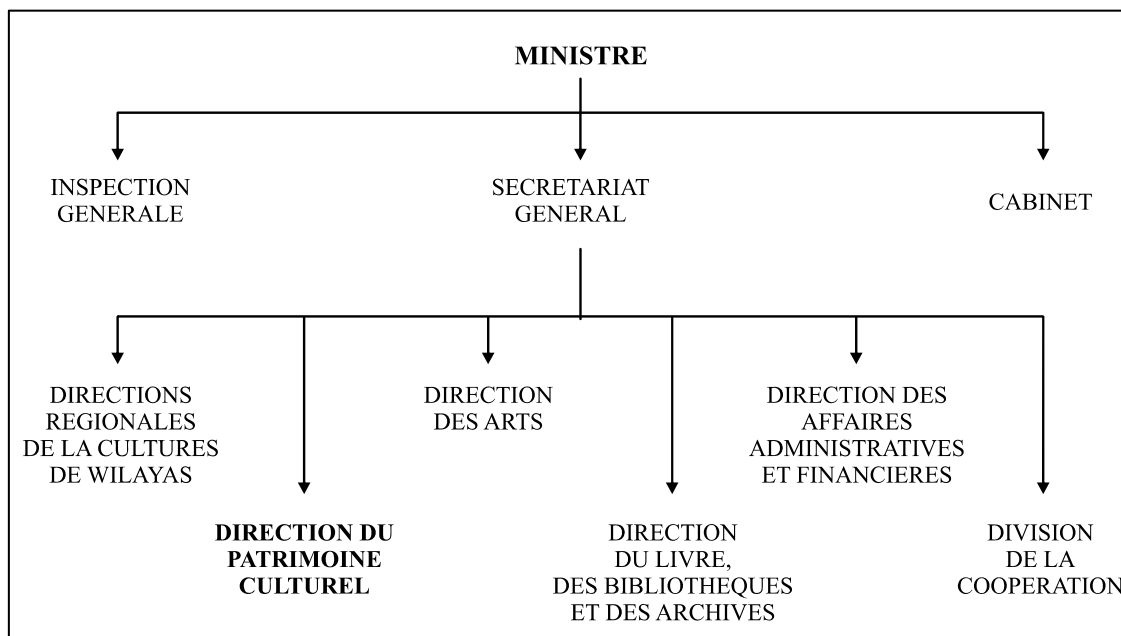 MINISTRE
INSPECTION
GENERALE
SECRETARIAT
GENERAL
CABINET
DIRECTIONS
REGIONALES
DE LA CULTURES
DE WILAYAS
DIRECTION
DES ARTS
DIRECTION DES
AFFAIRES
ADMINISTRATIVES
ET FINANCIERES
DIRECTION DU
PATRIMOINE
CULTUREL
DIRECTION
DU LIVRE,
DES BIBLIOTHEQUES
ET DES ARCHIVES
DIVISION
DE LA
COOPERATION